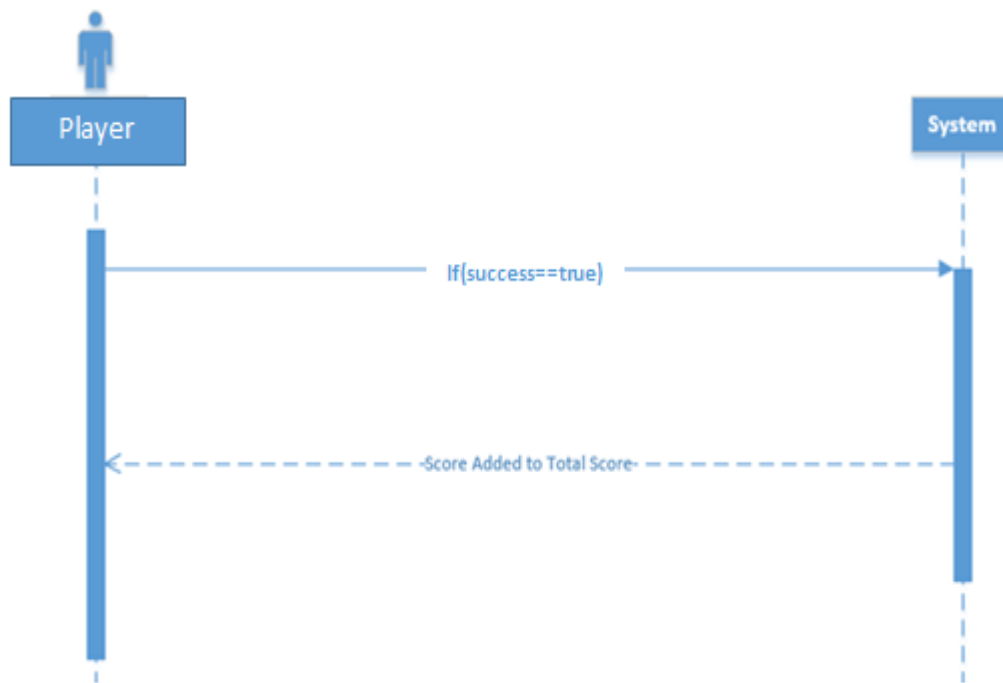 Player
System
If(success==true)
Score Added to Total Score